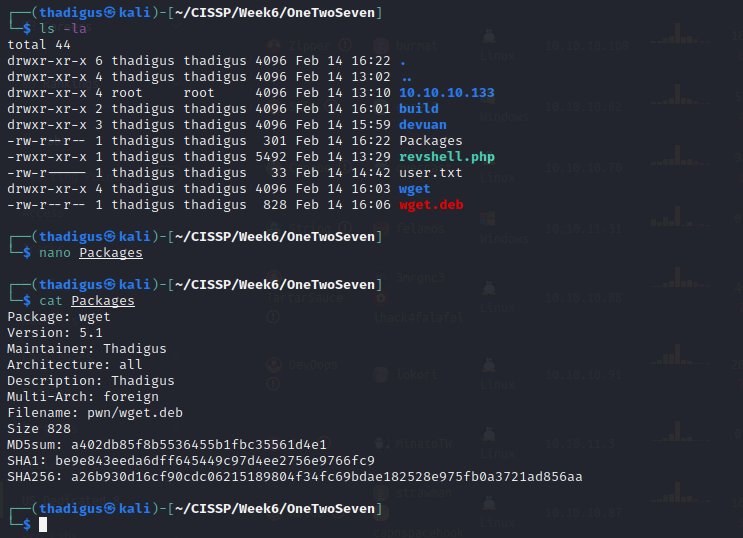 ┌──(thadigus㉿kali)-[~/CISSP/Week6/OneTwoSeven]
└─$ ls -la
total 44
drwxr-xr-x 6 thadigus thadigus 4096 Feb 14 16:22 .
drwxr-xr-x 4 thadigus thadigus 4096 Feb 14 13:02 ..
drwxr-xr-x 4 root     root     4096 Feb 14 13:10 10.10.10.133
drwxr-xr-x 2 thadigus thadigus 4096 Feb 14 16:01 build
drwxr-xr-x 3 thadigus thadigus 4096 Feb 14 15:59 devuan
-rw-r--r-- 1 thadigus thadigus  301 Feb 14 16:22 Packages
-rwxr-xr-x 1 thadigus thadigus 5492 Feb 14 13:29 revshell.php
-rw-r----- 1 thadigus thadigus   33 Feb 14 14:42 user.txt
drwxr-xr-x 4 thadigus thadigus 4096 Feb 14 16:03 wget
-rw-r--r-- 1 thadigus thadigus  828 Feb 14 16:06 wget.deb
┌──(thadigus㉿kali)-[~/CISSP/Week6/OneTwoSeven]
└─$ nano Packages
┌──(thadigus㉿kali)-[~/CISSP/Week6/OneTwoSeven]
└─$ cat Packages
Package: wget
Version: 5.1
Maintainer: Thadigus
Architecture: all
Description: Thadigus
Multi-Arch: foreign
Filename: pwn/wget.deb
Size 828
MD5sum: a402db85f8b5536455b1fbc35561d4e1
SHA1: be9e843eeda6dff645449c97d4ee2756e9766fc9
SHA256: a26b930d16cf90cdc06215189804f34fc69bdae182528e975fb0a3721ad856aa
┌──(thadigus㉿kali)-[~/CISSP/Week6/OneTwoSeven]
└─$